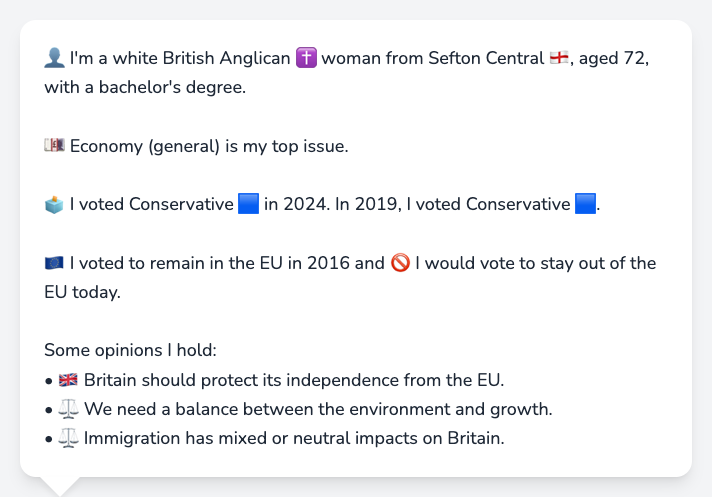 👤 I'm a white British Anglican ✝️ woman from Sefton Central 🏴󠁧󠁢󠁥󠁮󠁧󠁿, aged 72,
with a bachelor's degree.
💷 Economy (general) is my top issue.
🗳️ I voted Conservative 🟦 in 2024. In 2019, I voted Conservative 🟦.
🇪🇺 I voted to remain in the EU in 2016 and 🚫 I would vote to stay out of the
EU today.
Some opinions I hold:
• 🇬🇧 Britain should protect its independence from the EU.
• ⚖️ We need a balance between the environment and growth.
• ⚖️ Immigration has mixed or neutral impacts on Britain.